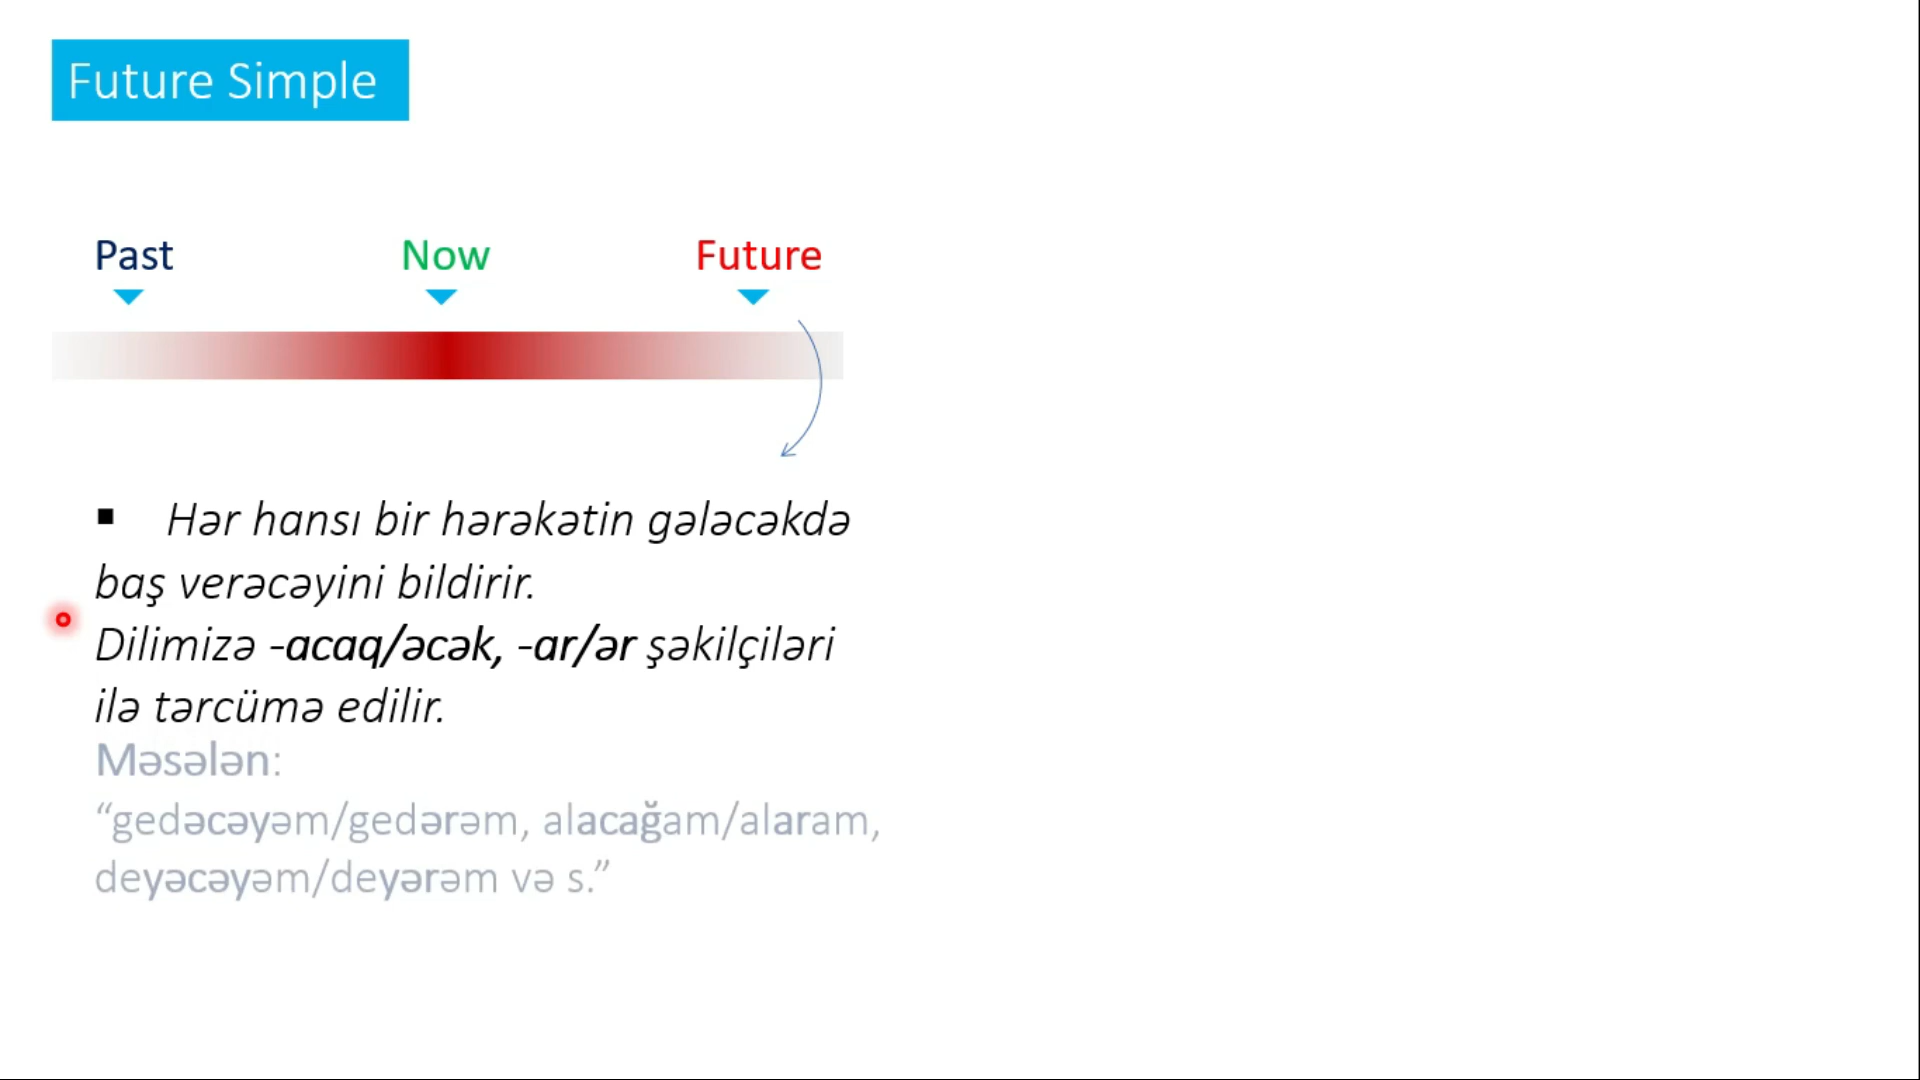 Future Simple
Past Now Future
▪ Hər hansı bir hərəkətin gələcəkdə
baş verəcəyini bildirir.
Dilimizə -acaq/əcək, -ar/ər şəkilçiləri
ilə tərcümə edilir.
Məsələn:
“gedəcəyəm/gedərəm, alacağam/alaram,
deyəcəyəm/deyərəm və s.”